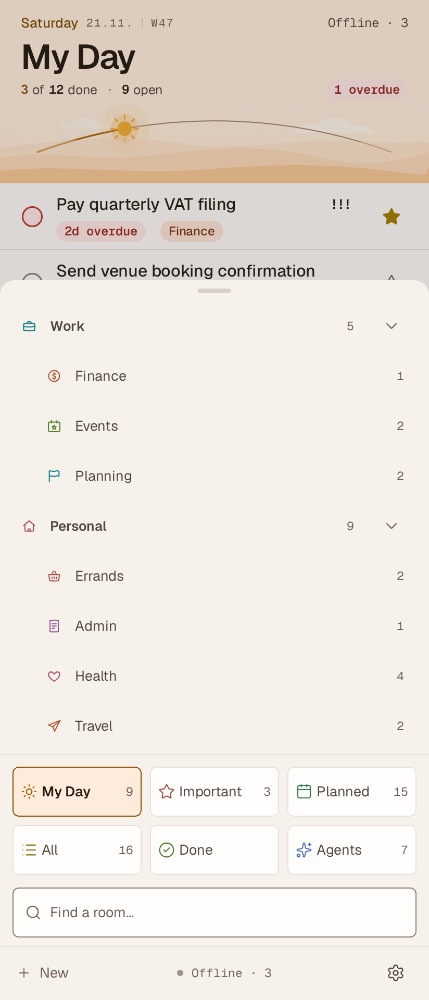 Saturday 21.11. | W47 Offline · 3
My Day
3 of 12 done · 9 open 1 overdue
Pay quarterly VAT filing !!!
2d overdue Finance
Send venue booking confirmation
Work 5
Finance 1
Events 2
Planning 2
Personal 9
Errands 2
Admin 1
Health 4
Travel 2
My Day 9 Important 3 Planned 15
All 16 Done Agents 7
Find a room…
+ New Offline · 3